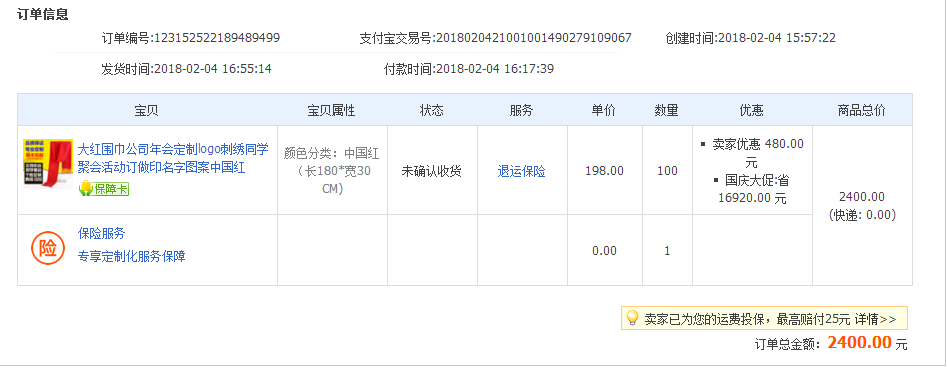 订单信息
订单编号:123152522189489499 支付宝交易号:2018020421001001490279109067 创建时间:2018-02-04 15:57:22
发货时间:2018-02-04 16:55:14 付款时间:2018-02-04 16:17:39
宝贝 宝贝属性 状态 服务 单价 数量 优惠 商品总价
大红围巾公司年会定制logo刺绣同学
聚会活动订做印名字图案中国红
保障卡
颜色分类：中国红
（长180*宽30
CM)
未确认收货
退运保险
198.00
100
▪ 卖家优惠 480.00
元
▪ 国庆大促:省
16920.00 元
2400.00
(快递: 0.00)
险
保险服务
专享定制化服务保障
0.00
1
卖家已为您的运费投保，最高赔付25元 详情>>
订单总金额：2400.00 元